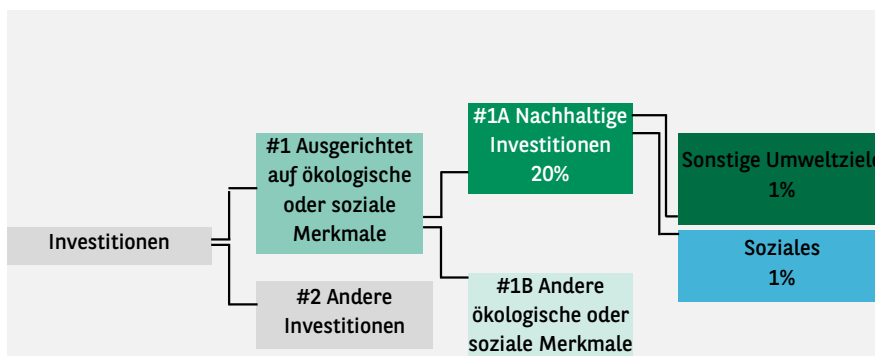 Investitionen
#1 Ausgerichtet
auf ökologische
oder soziale
Merkmale
#2 Andere
Investitionen
#1A Nachhaltige
Investitionen
20%
#1B Andere
ökologische oder
soziale Merkmale
Sonstige Umweltziele
1%
Soziales
1%